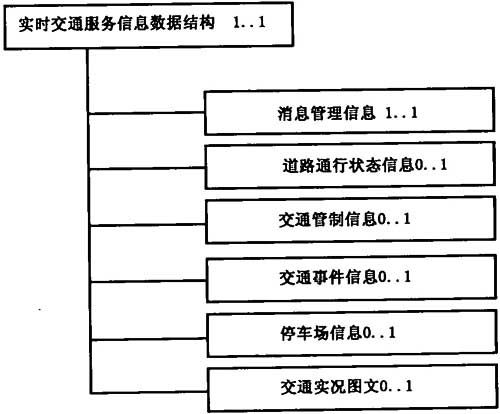 实时交通服务信息数据结构 1..1
消息管理信息 1..1
道路通行状态信息0..1
交通管制信息0..1
交通事件信息0..1
停车场信息0..1
交通实况图文0..1